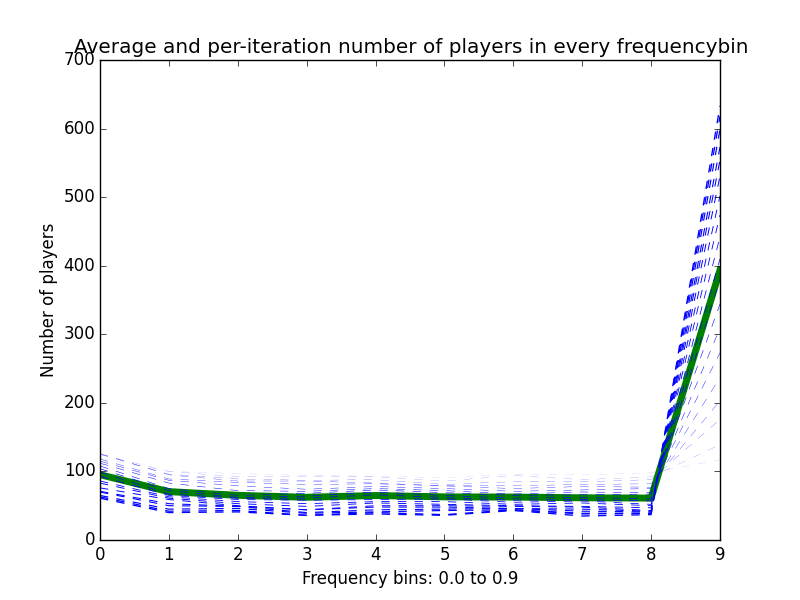 Average and per-iteration number of players in every frequencybin
700
600
500
400
300
200
100
0
Number of players
0 1 2 3 4 5 6 7 8 9
Frequency bins: 0.0 to 0.9